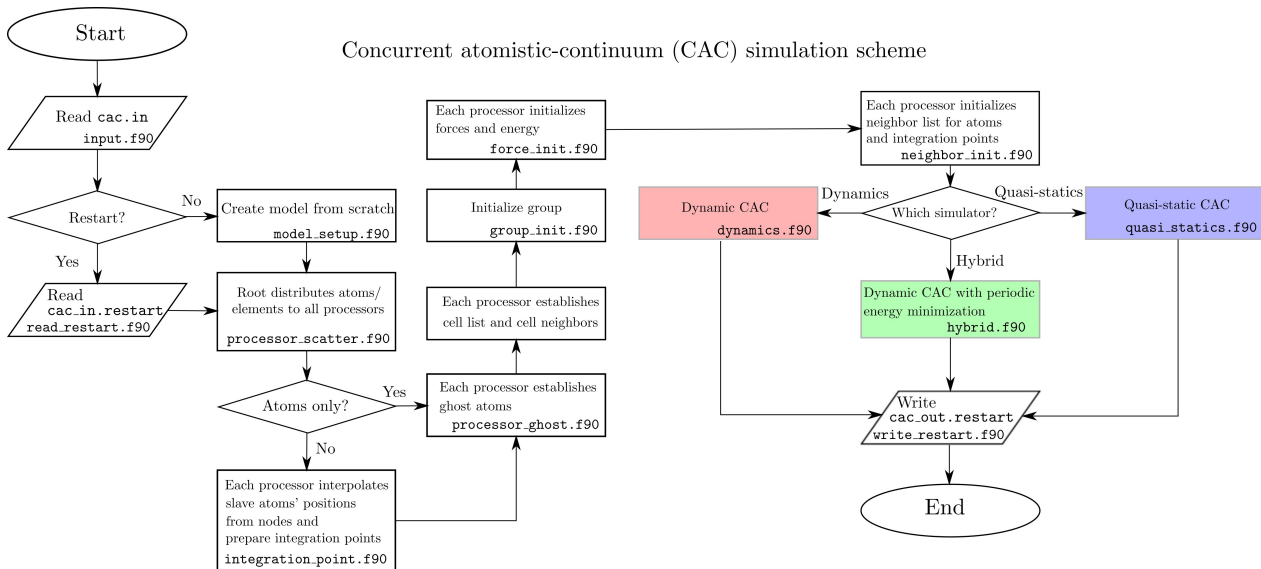 Start
Concurrent atomistic-continuum (CAC) simulation scheme
Read cac.in
input.f90
Restart?
No
Yes
Create model from scratch
model_setup.f90
Read
cac_in.restart
read_restart.f90
Root distributes atoms/
elements to all processors
processor_scatter.f90
Atoms only?
Yes
No
Each processor interpolates
slave atoms' positions
from nodes and
prepare integration points
integration_point.f90
Each processor establishes
ghost atoms
processor_ghost.f90
Each processor establishes
cell list and cell neighbors
Initialize group
group_init.f90
Each processor initializes
forces and energy
force_init.f90
Each processor initializes
neighbor list for atoms
and integration points
neighbor_init.f90
Which simulator?
Dynamics
Quasi-statics
Hybrid
Dynamic CAC
dynamics.f90
Quasi-static CAC
quasi_statics.f90
Dynamic CAC with periodic
energy minimization
hybrid.f90
Write
cac_out.restart
write_restart.f90
End